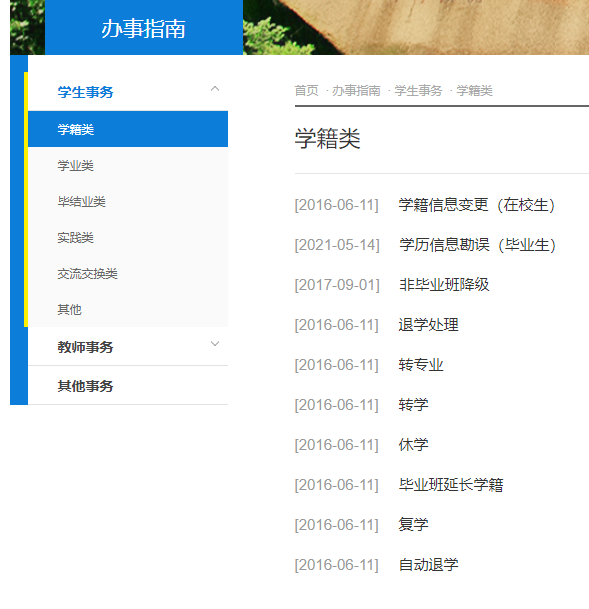 办事指南
学生事务
学籍类
学业类
毕结业类
实践类
交流交换类
其他
教师事务
其他事务
首页 · 办事指南 · 学生事务 · 学籍类
学籍类
[2016-06-11] 学籍信息变更（在校生）
[2021-05-14] 学历信息勘误（毕业生）
[2017-09-01] 非毕业班降级
[2016-06-11] 退学处理
[2016-06-11] 转专业
[2016-06-11] 转学
[2016-06-11] 休学
[2016-06-11] 毕业班延长学籍
[2016-06-11] 复学
[2016-06-11] 自动退学